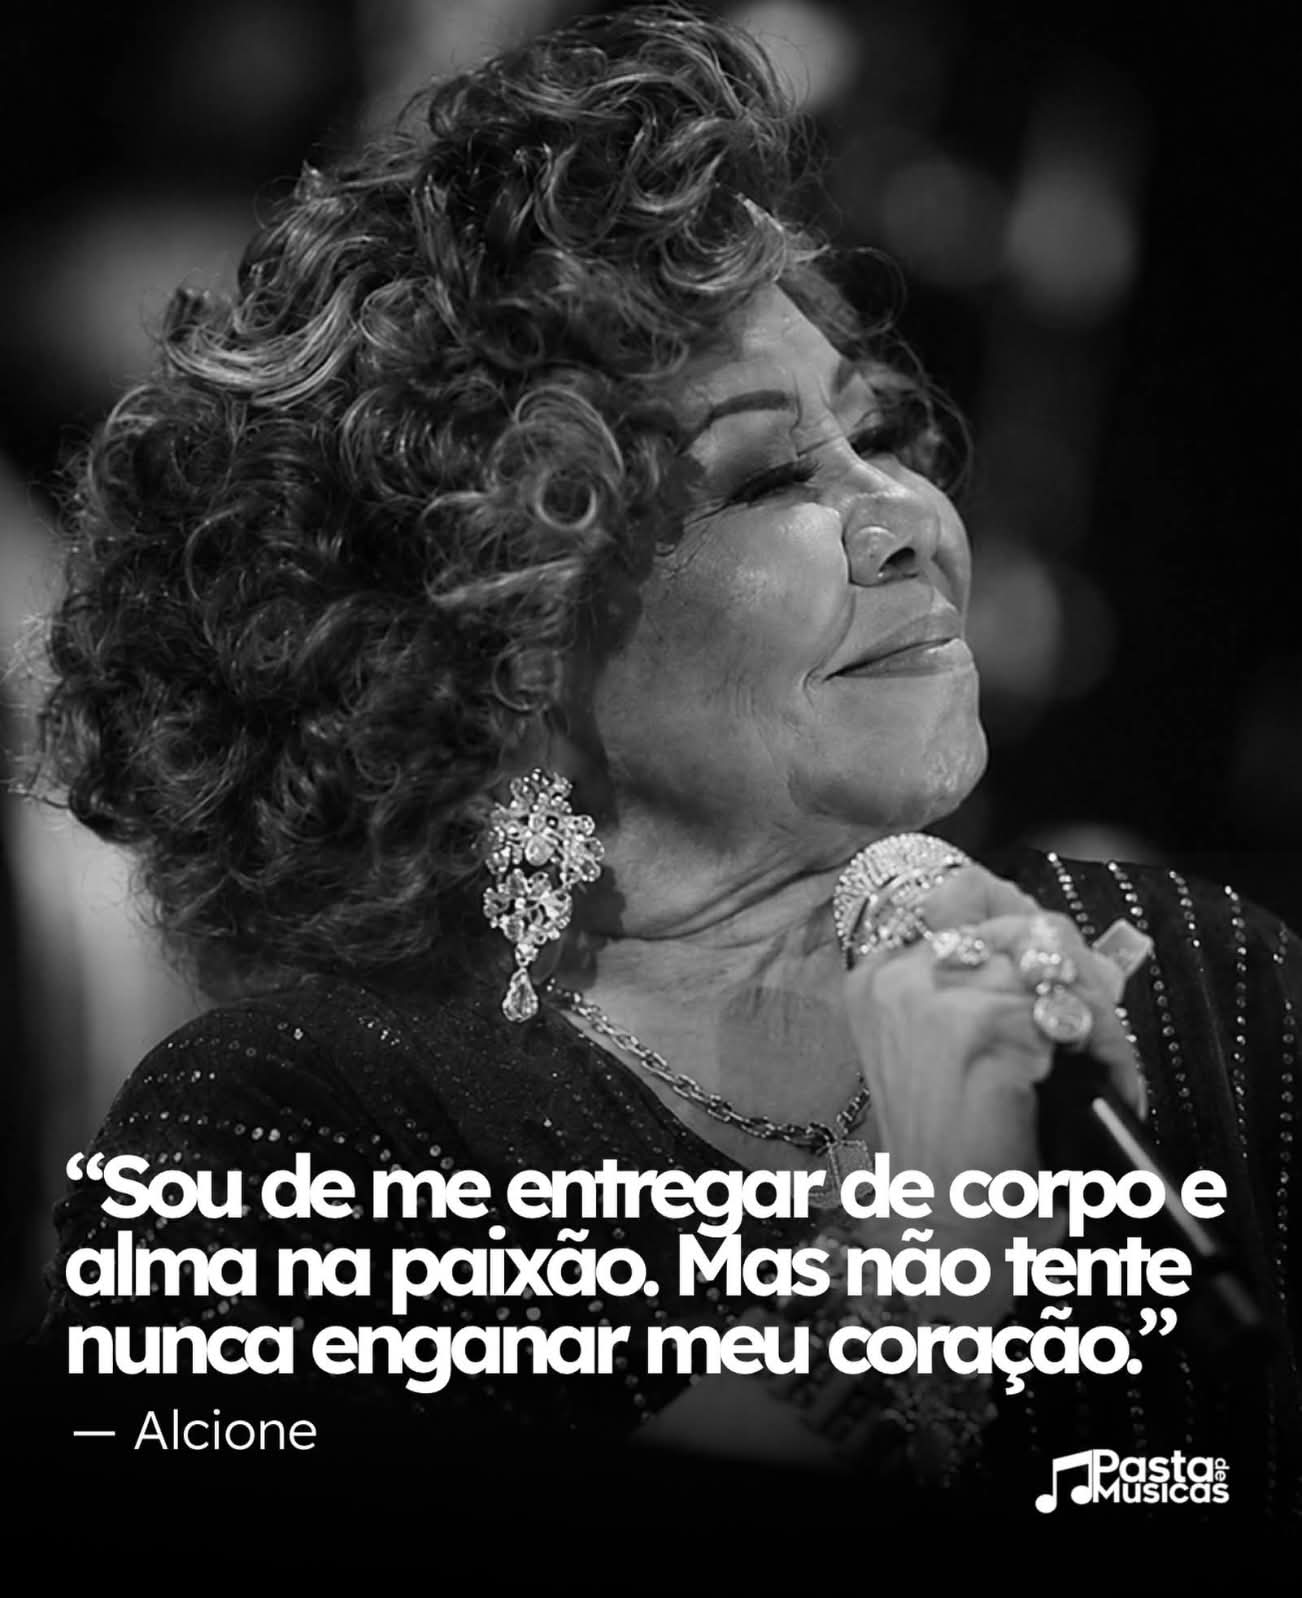 “Sou de me entregar de corpo e
alma na paixão. Mas não tente
nunca enganar meu coração.”
— Alcione
Pasta de
Musicas